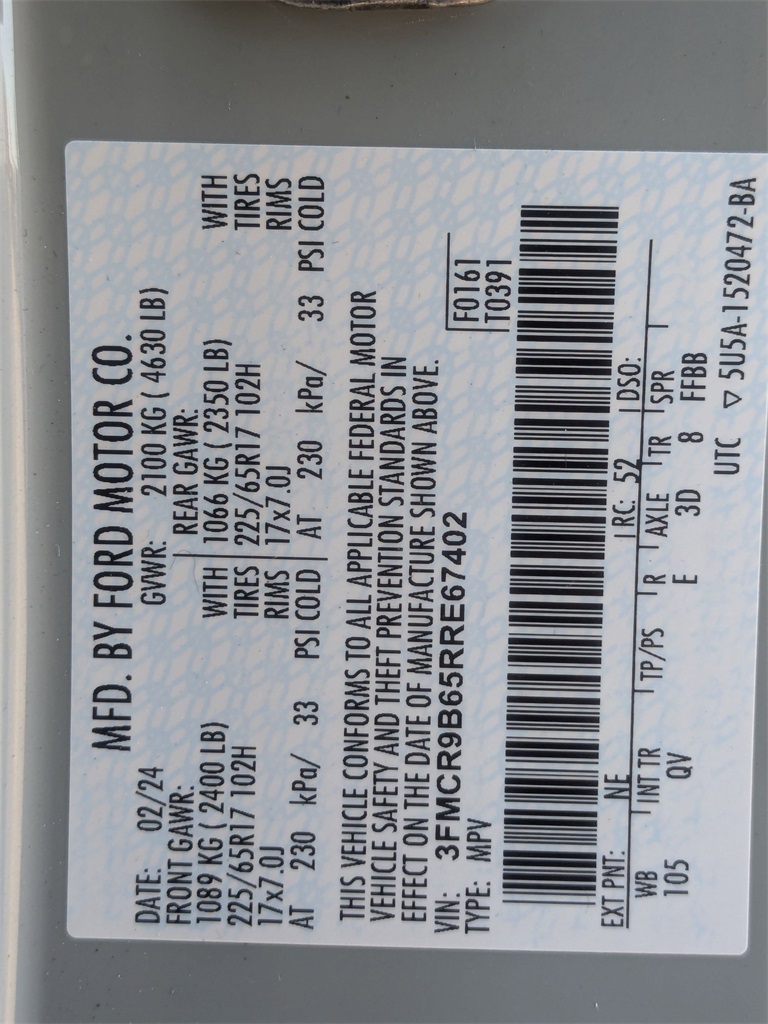 MFD. BY FORD MOTOR CO.
DATE: 02/24 GVWR: 2100 KG ( 4630 LB)
FRONT GAWR: REAR GAWR:
1089 KG ( 2400 LB) WITH 1066 KG ( 2350 LB) WITH
225/65R17 102H TIRES 225/65R17 102H TIRES
17x7.0J RIMS 17x7.0J RIMS
AT 230 kPa/ 33 PSI COLD AT 230 kPa/ 33 PSI COLD
THIS VEHICLE CONFORMS TO ALL APPLICABLE FEDERAL MOTOR
VEHICLE SAFETY AND THEFT PREVENTION STANDARDS IN
EFFECT ON THE DATE OF MANUFACTURE SHOWN ABOVE.
VIN: 3FMCR9B65RRE67402 F0161
TYPE: MPV T0391
EXT PNT: NE RC: 52 DSO:
WB INT TR TP/PS R AXLE TR SPR
105 QV E 3D 8 FFBB
UTC ▽ 5U5A-1520472-BA